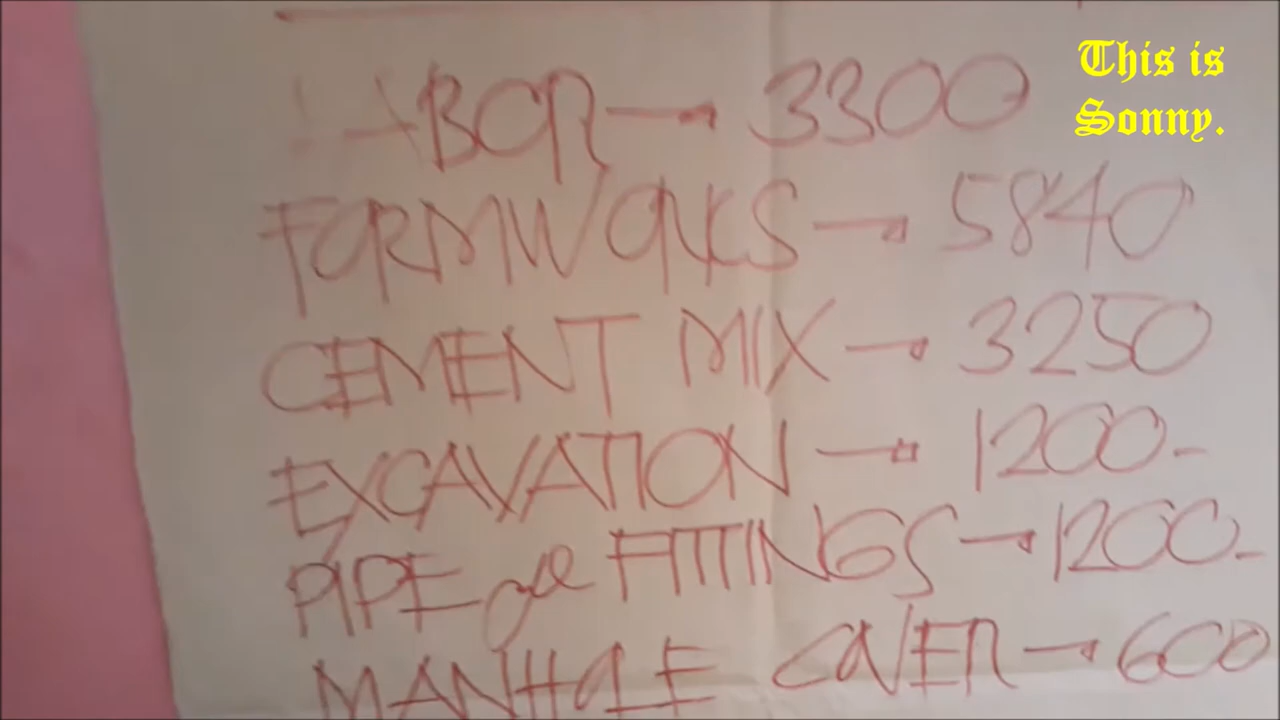 This is
Sonny.
LABOR → 3300
FORMWORKS → 5840
CEMENT MIX → 3250
EXCAVATION → 1200-
PIPE & FITTINGS → 1200-
MANHOLE COVER → 600